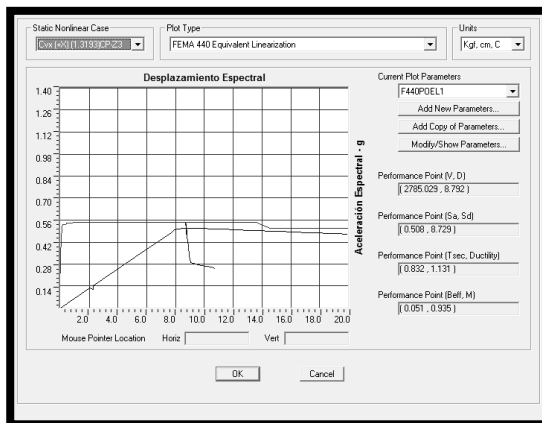 Static Nonlinear Case
Cvx (+X) (1.3193)CP-Z3
Plot Type
FEMA 440 Equivalent Linearization
Units
Kgf, cm, C
Desplazamiento Espectral
1.40
1.26
1.12
0.98
0.84
0.70
0.56
0.42
0.28
0.14
2.0 4.0 6.0 8.0 10.0 12.0 14.0 16.0 18.0 20.0
Aceleración Espectral - g
Mouse Pointer Location Horiz Vert
Current Plot Parameters
F440PDEL1
Add New Parameters...
Add Copy of Parameters...
Modify/Show Parameters...
Performance Point (V, D)
( 2785.029 , 8.792 )
Performance Point (Sa, Sd)
( 0.508 , 8.729 )
Performance Point (Tsec, Ductility)
( 0.832 , 1.131 )
Performance Point (Beff, M)
( 0.051 , 0.935 )
OK
Cancel